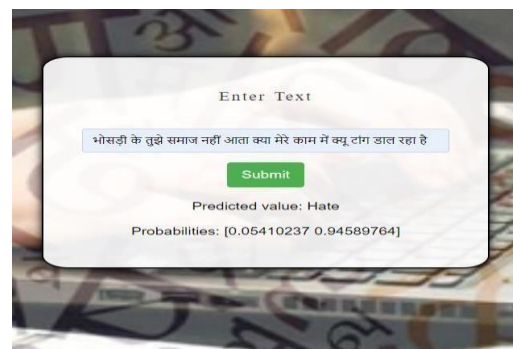 Enter Text
भोसड़ी के तुझे समाज नहीं आता क्या मेरे काम में क्यू टांग डाल रहा है
Submit
Predicted value: Hate
Probabilities: [0.05410237 0.94589764]